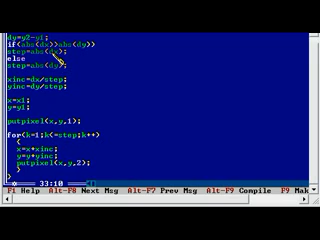 dy=y2-y1;
if(abs(dx)>abs(dy))
step=abs(dx);
else
step=abs(dy);
xinc=dx/step;
yinc=dy/step;
x=x1;
y=y1;
putpixel(x,y,1);
for(k=1;k<=step;k++)
{
x=x+xinc;
y=y+yinc;
putpixel(x,y,2);
}
}
33:10
F1 Help Alt-F8 Next Msg Alt-F7 Prev Msg Alt-F9 Compile F9 Mak